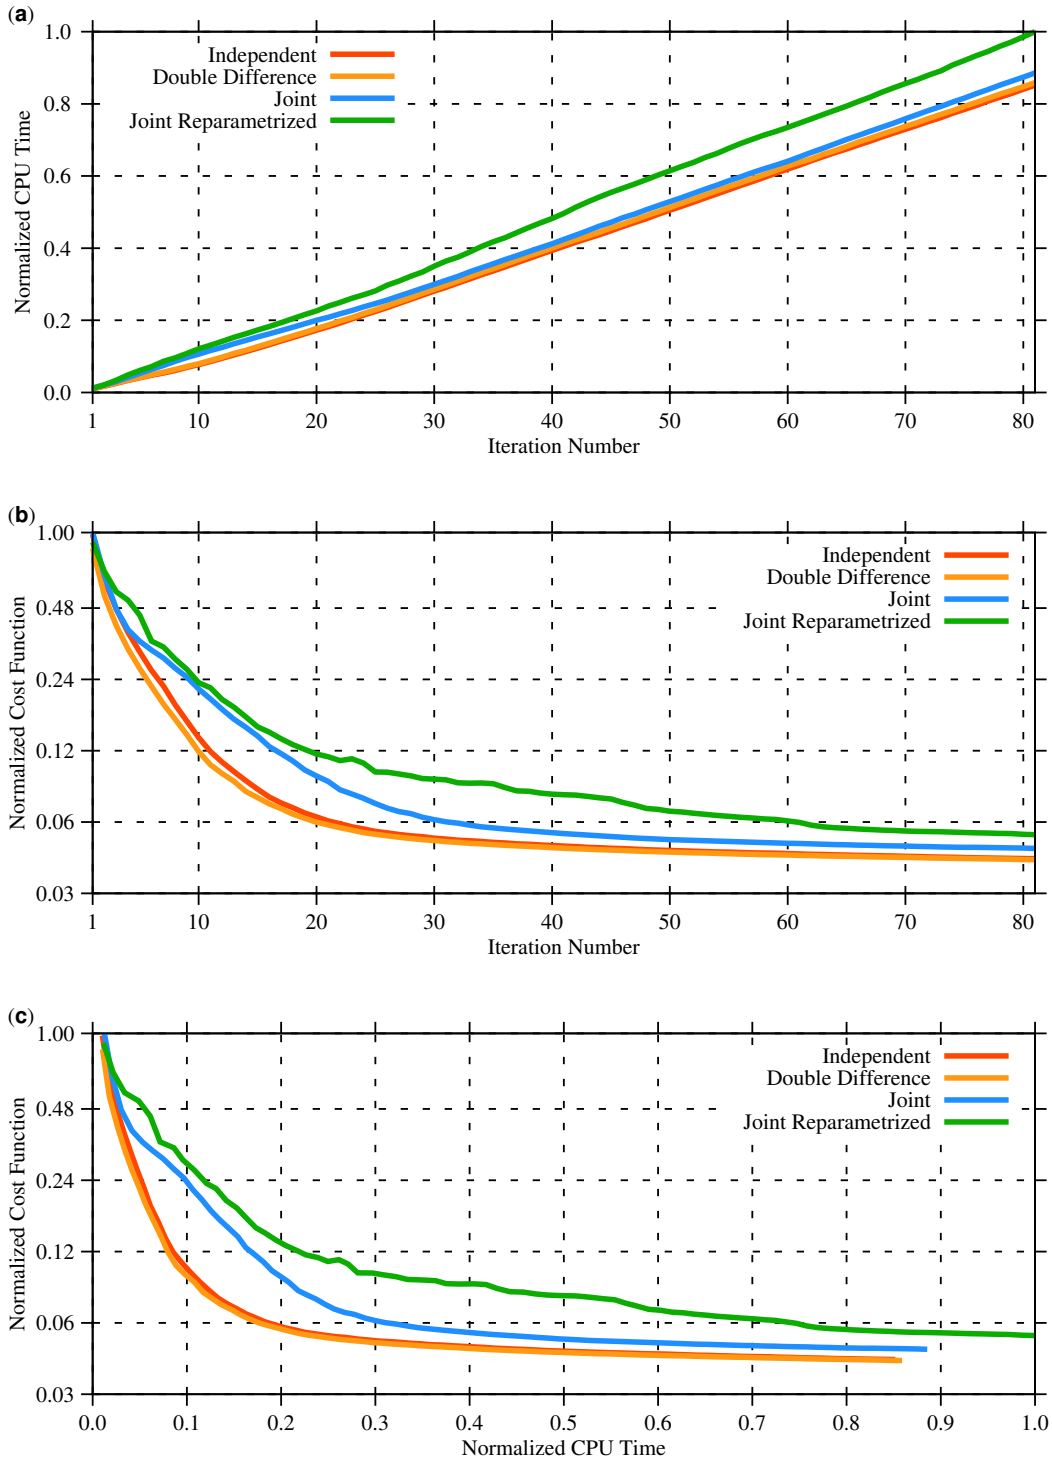 (a)
1.0
0.8
0.6
0.4
0.2
0.0
Normalized CPU Time
Independent
Double Difference
Joint
Joint Reparametrized
1 10 20 30 40 50 60 70 80
Iteration Number
(b)
1.00
0.48
0.24
0.12
0.06
0.03
Normalized Cost Function
Independent
Double Difference
Joint
Joint Reparametrized
1 10 20 30 40 50 60 70 80
Iteration Number
(c)
1.00
0.48
0.24
0.12
0.06
0.03
Normalized Cost Function
Independent
Double Difference
Joint
Joint Reparametrized
0.0 0.1 0.2 0.3 0.4 0.5 0.6 0.7 0.8 0.9 1.0
Normalized CPU Time